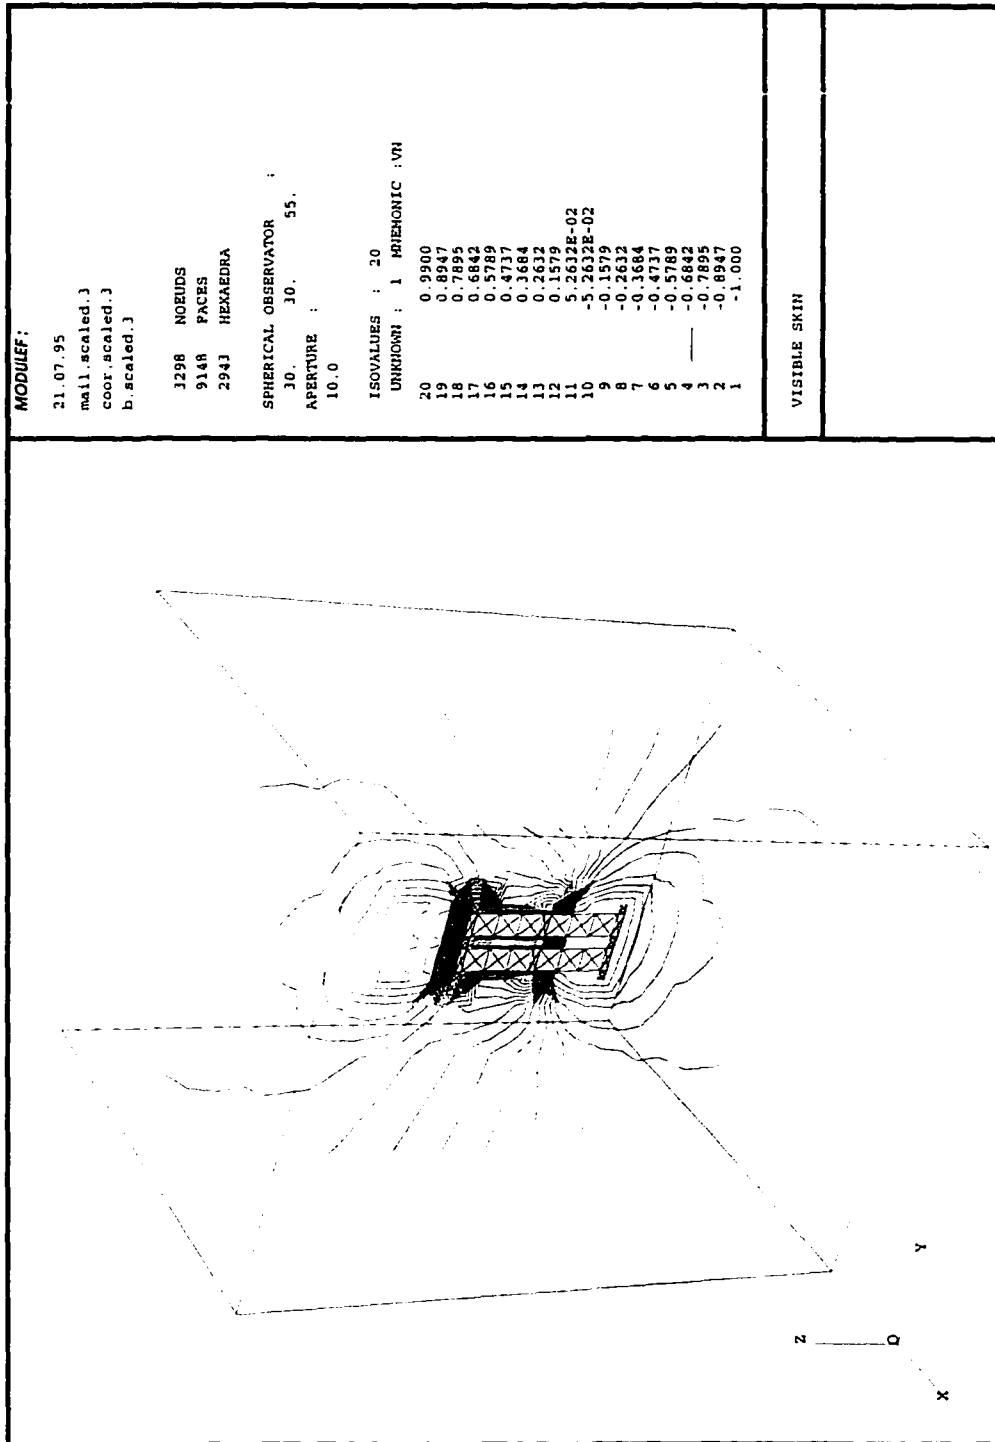 MODULEF :
21.07.95
mail.scaled.3
coor.scaled.3
b.scaled.3
3298 NOEUDS
9148 FACES
2943 HEXAEDRA
SPHERICAL OBSERVATOR :
30. 30. 55.
APERTURE :
10.0
ISOVALUES : 20
UNKNOWN : 1 MNEMONIC :VN
20 0.9900
19 0.8947
18 0.7895
17 0.6842
16 0.5789
15 0.4737
14 0.3684
13 0.2632
12 0.1579
11 5.2632E-02
10 -5.2632E-02
9 -0.1579
8 -0.2632
7 -0.3684
6 -0.4737
5 -0.5789
4 -0.6842
3 -0.7895
2 -0.8947
1 -1.000
VISIBLE SKIN
Z
O
Y
X